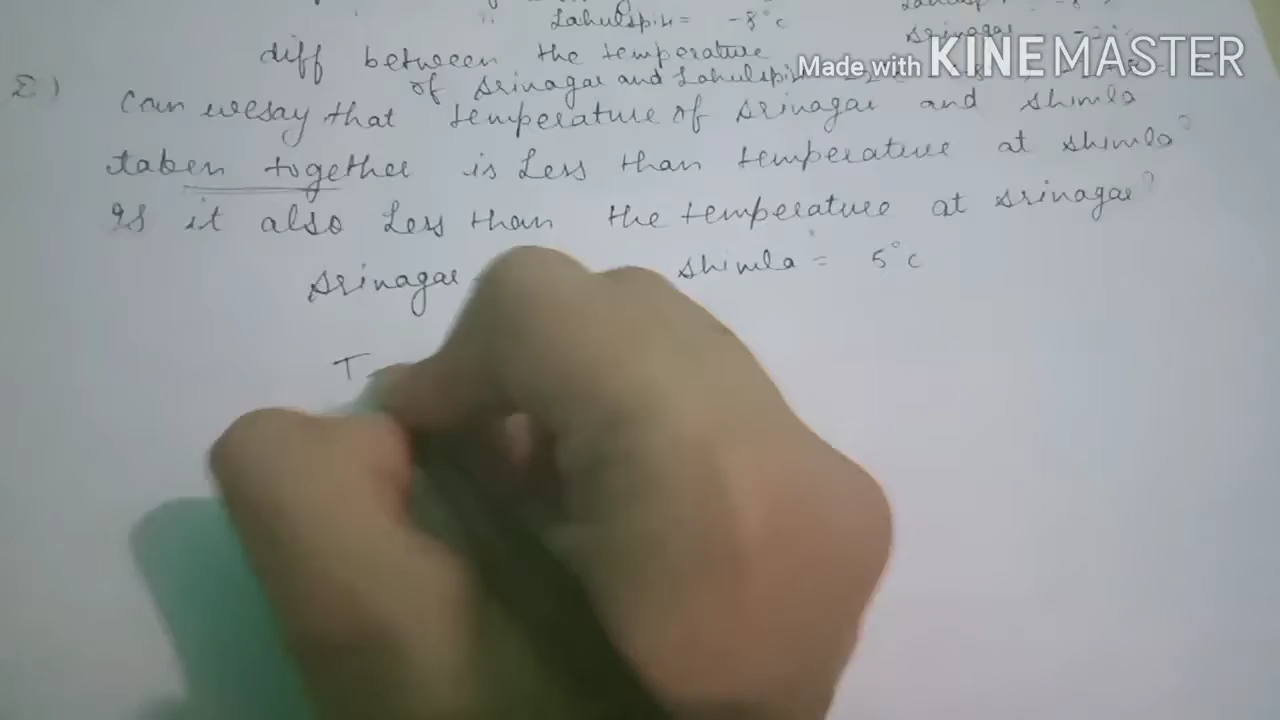 Lahulspiti = -8°c
diff between the temperature
Srinagar -2°c
of Srinagar and Lahulspiti
Made with KINEMASTER
Σ)
Can we say that temperature of Srinagar and Shimla
taken together is Less than temperature at Shimla?
Is it also Less than the temperature at Srinagar?
Srinagar
Shimla = 5°c
T